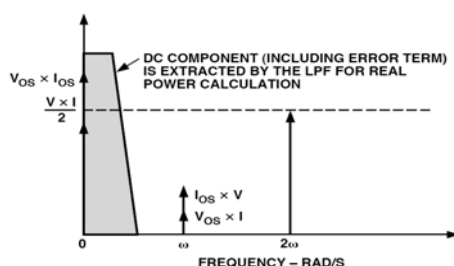 DC COMPONENT (INCLUDING ERROR TERM)
IS EXTRACTED BY THE LPF FOR REAL
POWER CALCULATION
V_OS × I_OS
V × I
2
I_OS × V
V_OS × I
0
ω
2ω
FREQUENCY – RAD/S